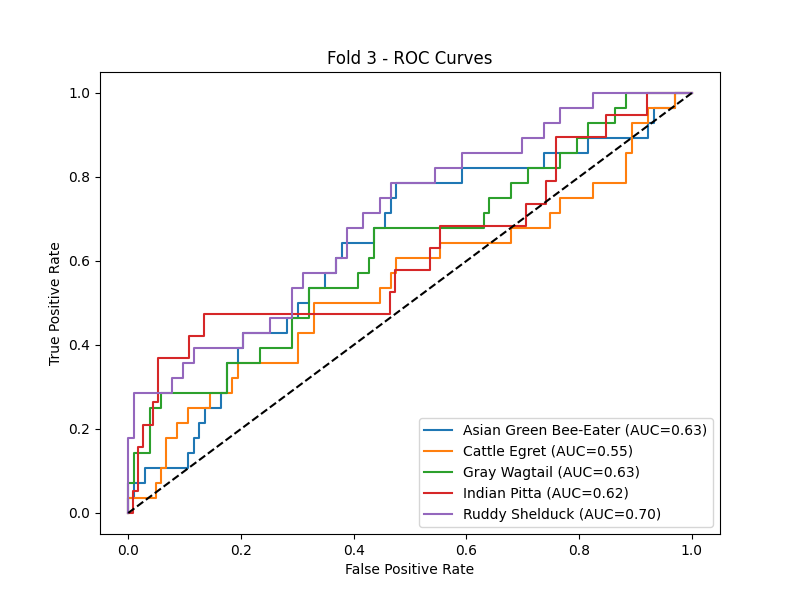 Fold 3 - ROC Curves
True Positive Rate
1.0
0.8
0.6
0.4
0.2
0.0
Asian Green Bee-Eater (AUC=0.63)
Cattle Egret (AUC=0.55)
Gray Wagtail (AUC=0.63)
Indian Pitta (AUC=0.62)
Ruddy Shelduck (AUC=0.70)
0.0 0.2 0.4 0.6 0.8 1.0
False Positive Rate